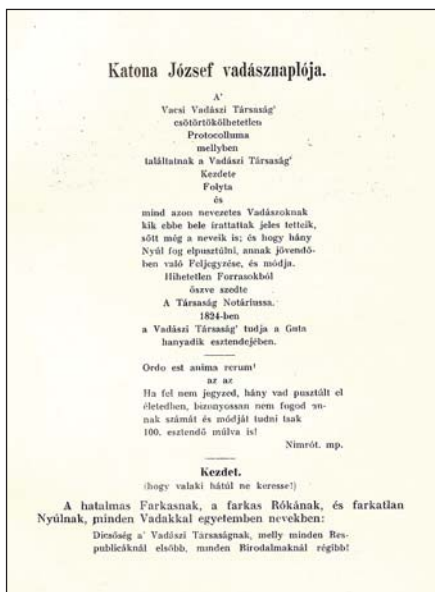 Katona József vadásznaplója.
A'
Vacsi Vadászi Társaság'
csötörtökölhetetlen
Protocolluma
mellyben
találtatnak a Vadászi Társaság'
Kezdete
Folyta
és
mind azon nevezetes Vadászoknak
kik ebbe bele irattattak jeles tetteik,
sőtt még a neveik is; és hogy hány
Nyúl fog elpusztúlni, annak jövendő-
ben való Feljegyzése, és módja.
Hihetetlen Forrasokból
öszve szedte
A Társaság Notáriussa.
1824-ben
a Vadászi Társaság' tudja a Guta
hanyadik esztendejében.
Ordo est anima rerum!
az az
Ha fel nem jegyzed, hány vad pusztúlt el
életedben, bizonyossan nem fogod an-
nak számát és módját tudni tsak
100. esztendő múlva is!
Nimrót. mp.
Kezdet.
(hogy valaki hátúl ne keresse!)
A hatalmas Farkasnak, a farkas Rókának, és farkatlan
Nyúlnak, minden Vadakkal egyetemben nevekben:
Dicsőség a' Vadászi Társaságnak, melly minden Res-
publicáknál elsőbb, minden Birodalmaknál régibb!